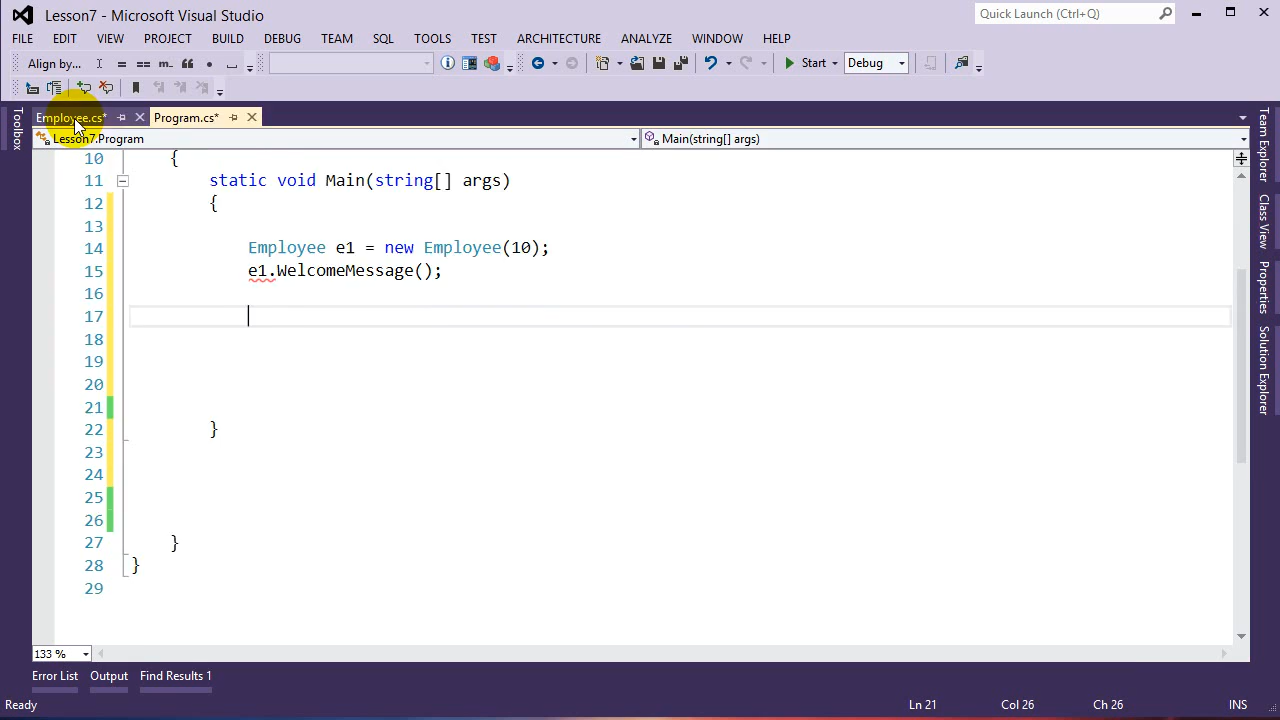 Lesson7 - Microsoft Visual Studio
Quick Launch (Ctrl+Q)
FILE EDIT VIEW PROJECT BUILD DEBUG TEAM SQL TOOLS TEST ARCHITECTURE ANALYZE WINDOW HELP
Align by... Start Debug
Employee.cs* Program.cs*
Lesson7.Program Main(string[] args)
Toolbox
10 {
11 static void Main(string[] args)
12 {
13
14 Employee e1 = new Employee(10);
15 e1.WelcomeMessage();
16
17
18
19
20
21
22 }
23
24
25
26
27 }
28 }
29
Team Explorer
Class View
Properties
Solution Explorer
133 %
Error List Output Find Results 1
Ready Ln 21 Col 26 Ch 26 INS